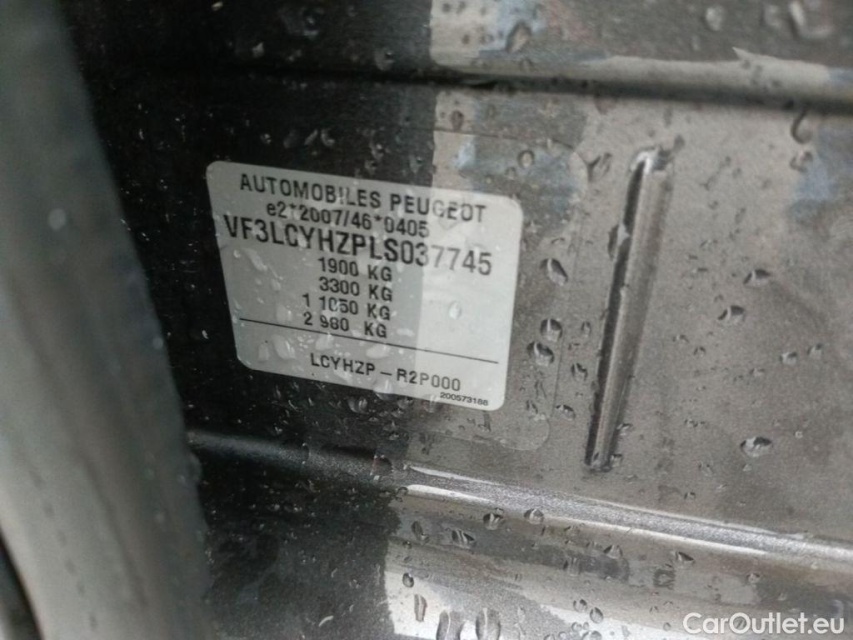 AUTOMOBILES PEUGEOT
e2*2007/46*0405
VF3LCYHZPLS037745
1900 KG
3300 KG
1 1050 KG
2 980 KG
LCYHZP-R2P000
200573186
CarOutlet.eu